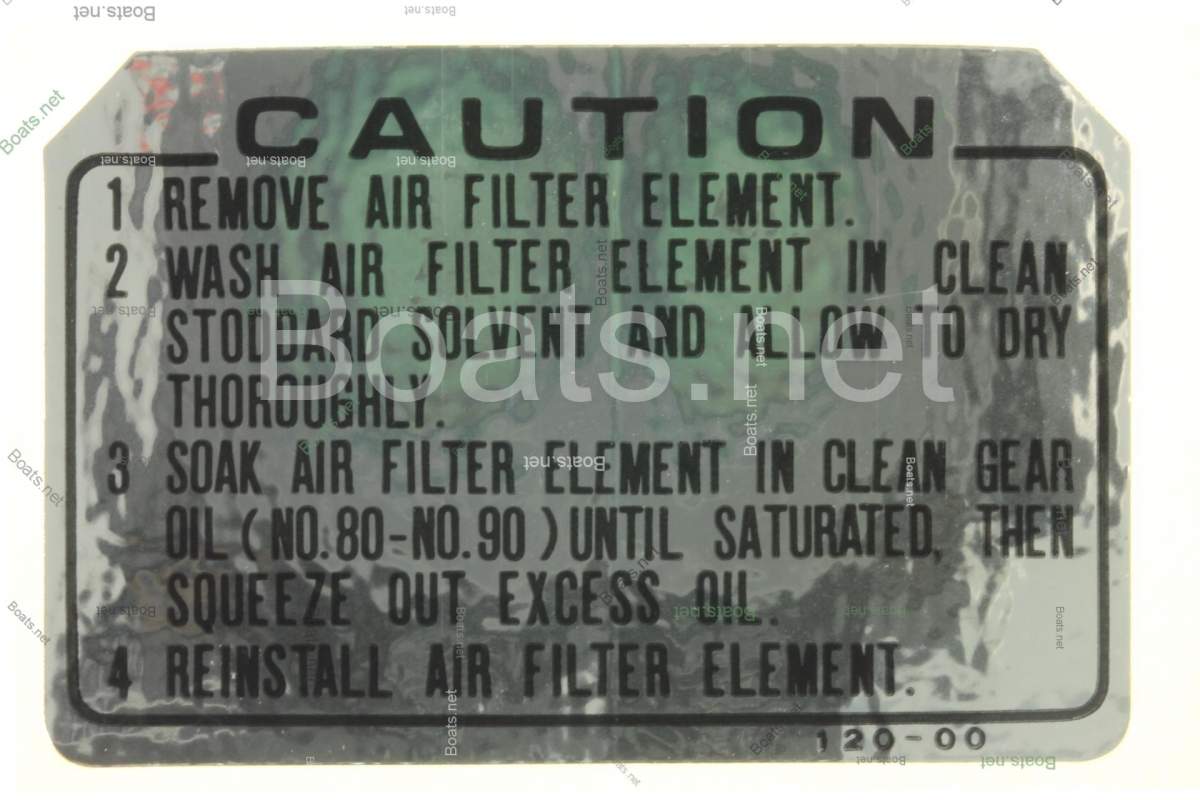 CAUTION
1 REMOVE AIR FILTER ELEMENT.
2 WASH AIR FILTER ELEMENT IN CLEAN
STODDARD SOLVENT AND ALLOW TO DRY
THOROUGHLY.
3 SOAK AIR FILTER ELEMENT IN CLEAN GEAR
OIL (NO.80-NO.90) UNTIL SATURATED, THEN
SQUEEZE OUT EXCESS OIL.
4 REINSTALL AIR FILTER ELEMENT.
120-00
Boats.net